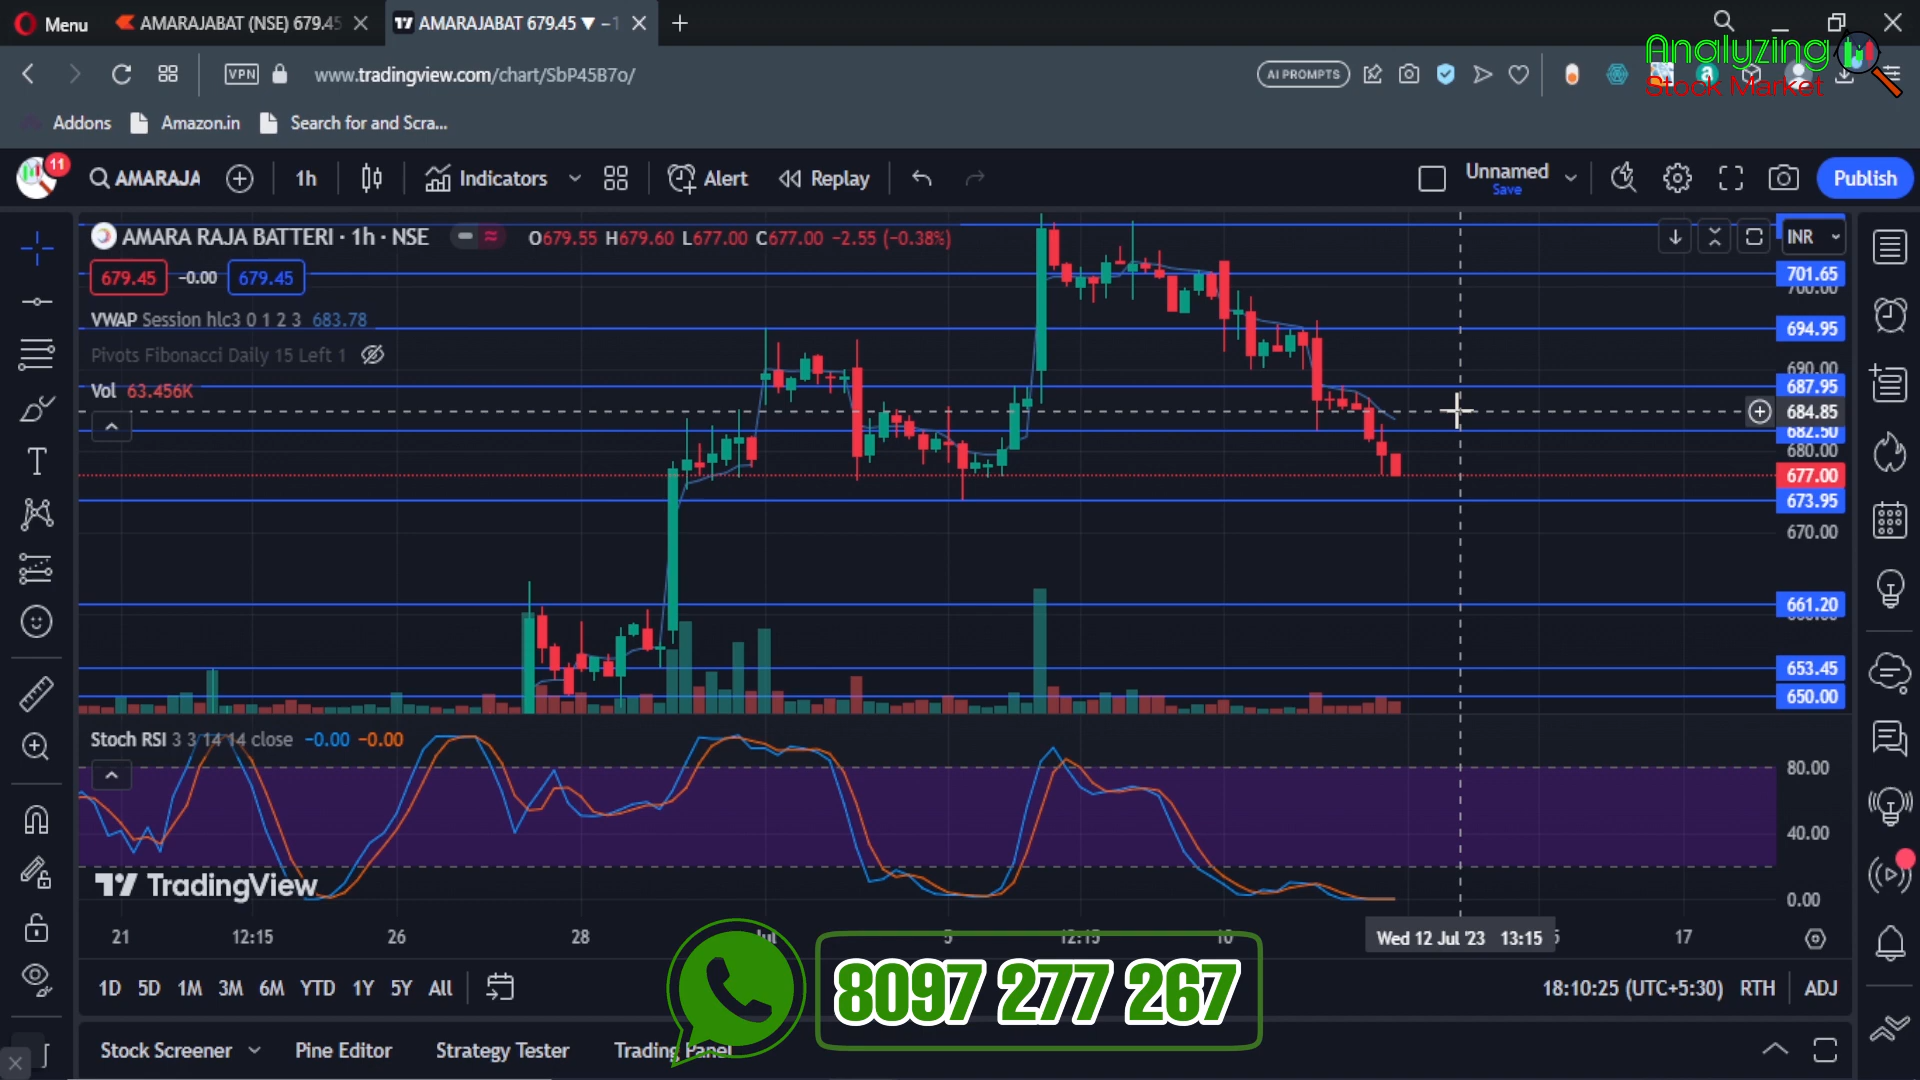 Menu
AMARAJABAT (NSE) 679.45
AMARAJABAT 679.45 ▼ −1
VPN
www.tradingview.com/chart/SbP45B7o/
AI PROMPTS
Analyzing
Stock Market
Addons
Amazon.in
Search for and Scra...
11
AMARAJA
1h
Indicators
Alert
Replay
Unnamed
Save
Publish
AMARA RAJA BATTERI · 1h · NSE
O679.55 H679.60 L677.00 C677.00 −2.55 (−0.38%)
INR
679.45 −0.00 679.45
VWAP Session hlc3 0 1 2 3 683.78
Pivots Fibonacci Daily 15 Left 1
Vol 63.456K
701.65
700.00
694.95
690.00
687.95
684.85
682.50
680.00
677.00
673.95
670.00
661.20
653.45
650.00
Stoch RSI 3 3 14 14 close −0.00 −0.00
80.00
40.00
0.00
TradingView
21 12:15 26 28 Jul 5 12:15 10 Wed 12 Jul '23 13:15 17
1D 5D 1M 3M 6M YTD 1Y 5Y All
18:10:25 (UTC+5:30) RTH ADJ
8097 277 267
Stock Screener Pine Editor Strategy Tester Trading Panel